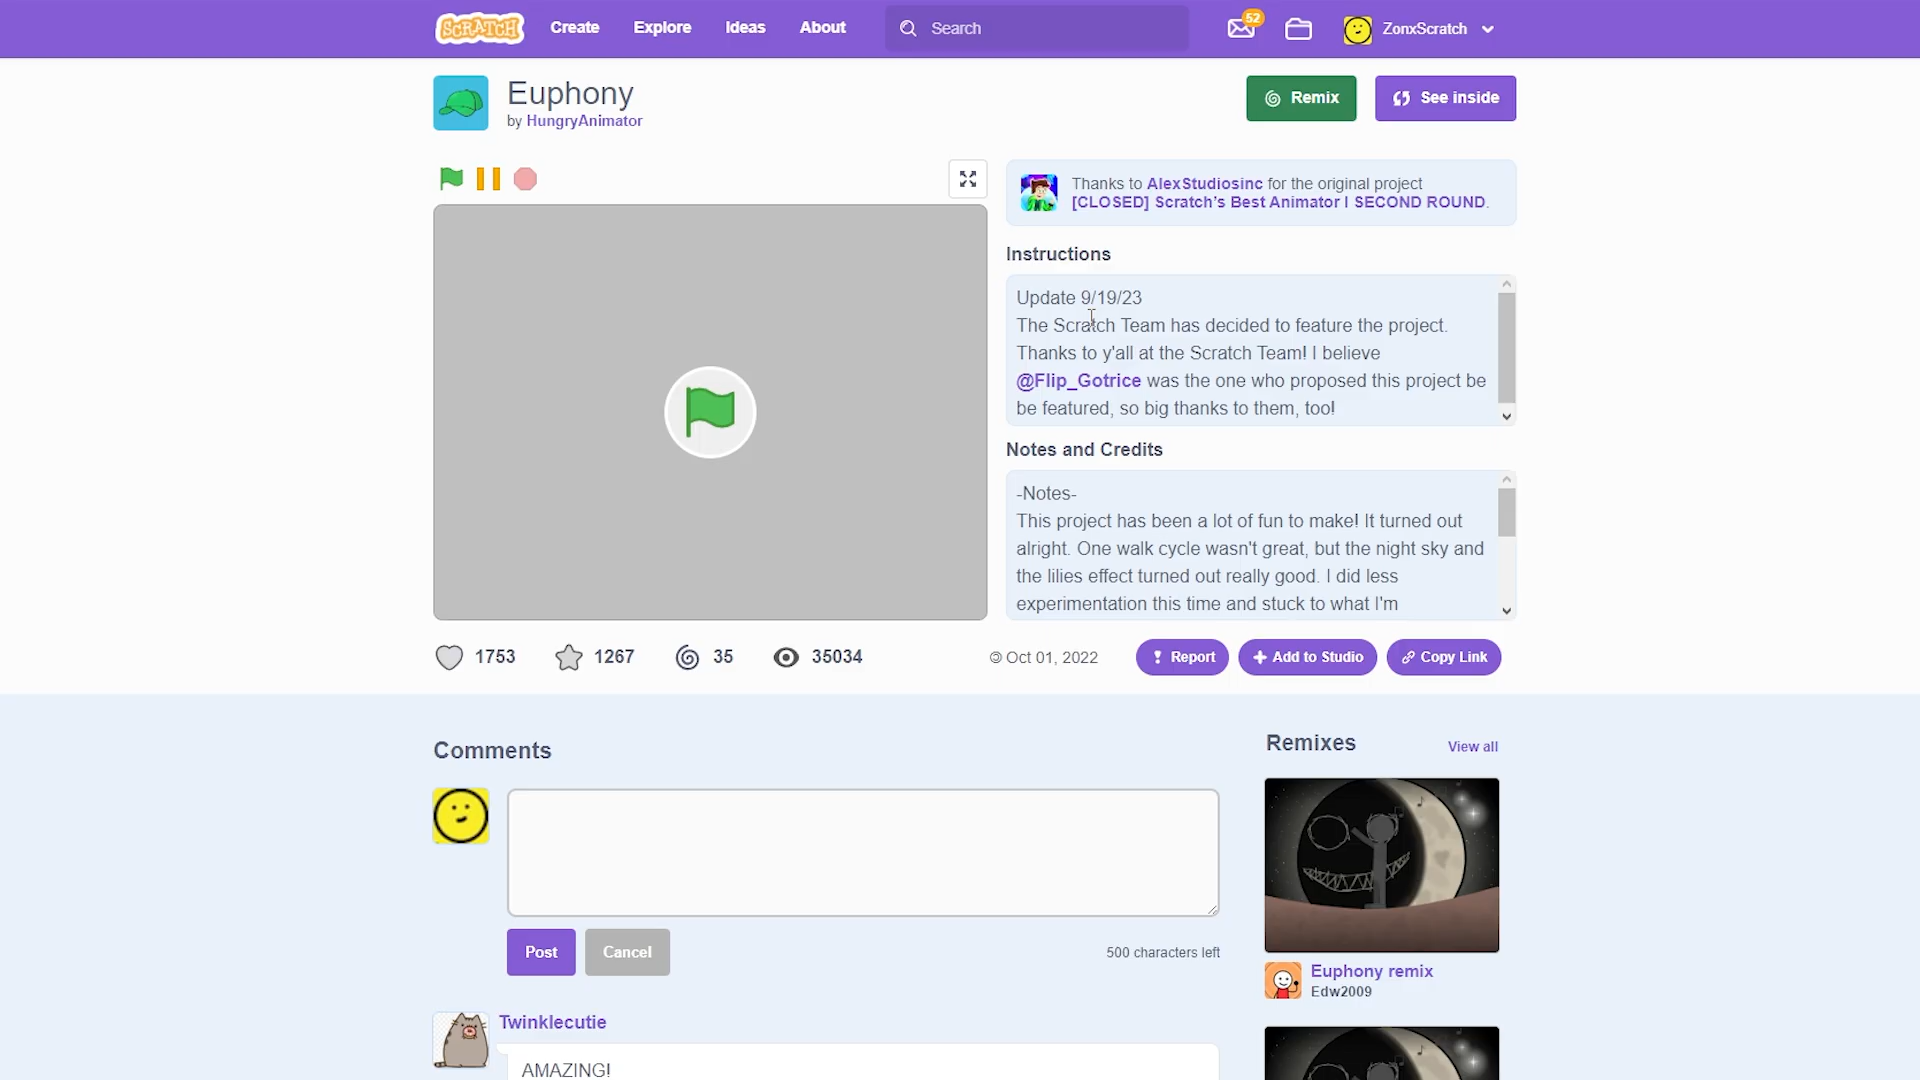 SCRATCH
Create
Explore
Ideas
About
Search
52
ZonxScratch
Euphony
by HungryAnimator
Remix
See inside
Thanks to AlexStudiosinc for the original project
[CLOSED] Scratch's Best Animator I SECOND ROUND.
Instructions
Update 9/19/23
The Scratch Team has decided to feature the project.
Thanks to y'all at the Scratch Team! I believe
@Flip_Gotrice was the one who proposed this project be
be featured, so big thanks to them, too!
Notes and Credits
-Notes-
This project has been a lot of fun to make! It turned out
alright. One walk cycle wasn't great, but the night sky and
the lilies effect turned out really good. I did less
experimentation this time and stuck to what I'm
1753
1267
35
35034
© Oct 01, 2022
Report
Add to Studio
Copy Link
Comments
Remixes
View all
Post
Cancel
500 characters left
Euphony remix
Edw2009
Twinklecutie
AMAZING!